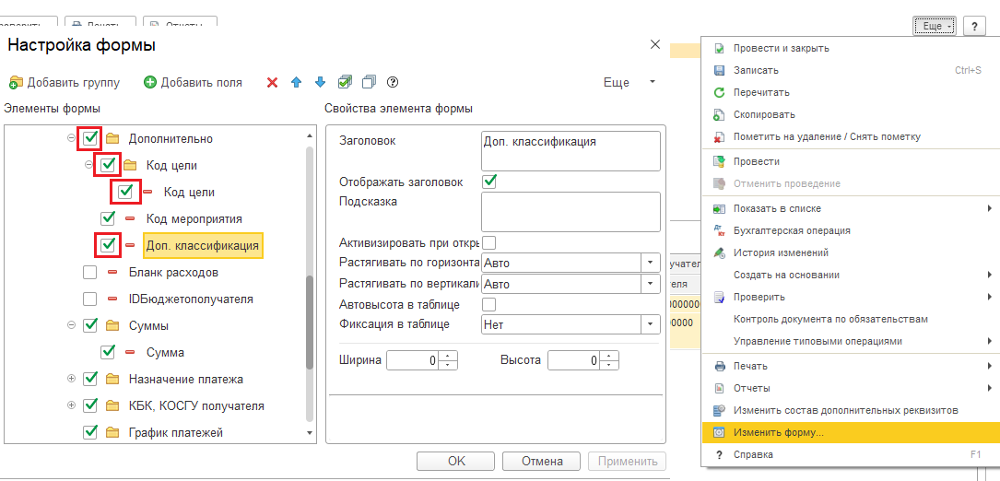 Печать
Отчеты
Еще
?
Настройка формы
Добавить группу
Добавить поля
Еще
Элементы формы
Дополнительно
Код цели
Код цели
Код мероприятия
Доп. классификация
Бланк расходов
IDБюджетополучателя
Суммы
Сумма
Назначение платежа
КБК, КОСГУ получателя
График платежей
Свойства элемента формы
Заголовок
Доп. классификация
Отображать заголовок
Подсказка
Активизировать при откры
Растягивать по горизонта
Авто
Растягивать по вертикали
Авто
Автовысота в таблице
Фиксация в таблице
Нет
Ширина
0
Высота
0
OK
Отмена
Применить
Провести и закрыть
Записать Ctrl+S
Перечитать
Скопировать
Пометить на удаление / Снять пометку
Провести
Отменить проведение
Показать в списке
Бухгалтерская операция
История изменений
Создать на основании
Проверить
Контроль документа по обязательствам
Управление типовыми операциями
Печать
Отчеты
Изменить состав дополнительных реквизитов
Изменить форму...
Справка F1